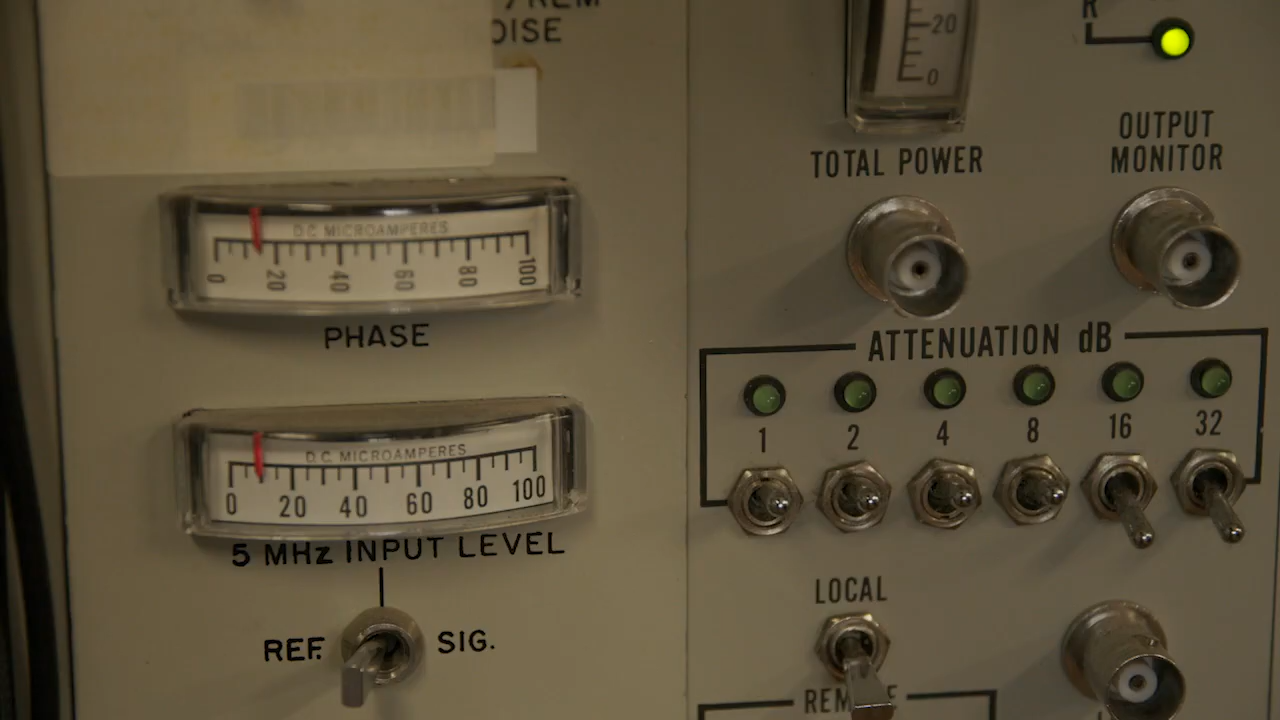 /REM
OISE
D.C. MICROAMPERES
0 20 40 60 80 100
PHASE
D.C. MICROAMPERES
0 20 40 60 80 100
5 MHz INPUT LEVEL
REF. SIG.
20
0
R
TOTAL POWER
OUTPUT
MONITOR
ATTENUATION dB
1 2 4 8 16 32
LOCAL